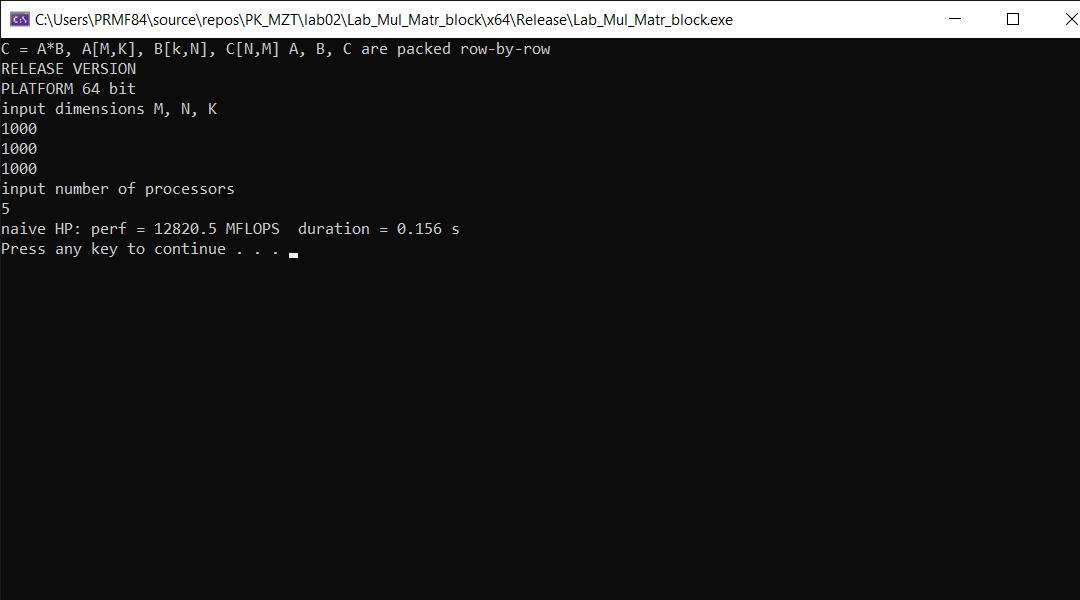 C:\Users\PRMF84\source\repos\PK_MZT\lab02\Lab_Mul_Matr_block\x64\Release\Lab_Mul_Matr_block.exe
C = A*B, A[M,K], B[k,N], C[N,M] A, B, C are packed row-by-row
RELEASE VERSION
PLATFORM 64 bit
input dimensions M, N, K
1000
1000
1000
input number of processors
5
naive HP: perf = 12820.5 MFLOPS  duration = 0.156 s
Press any key to continue . . .